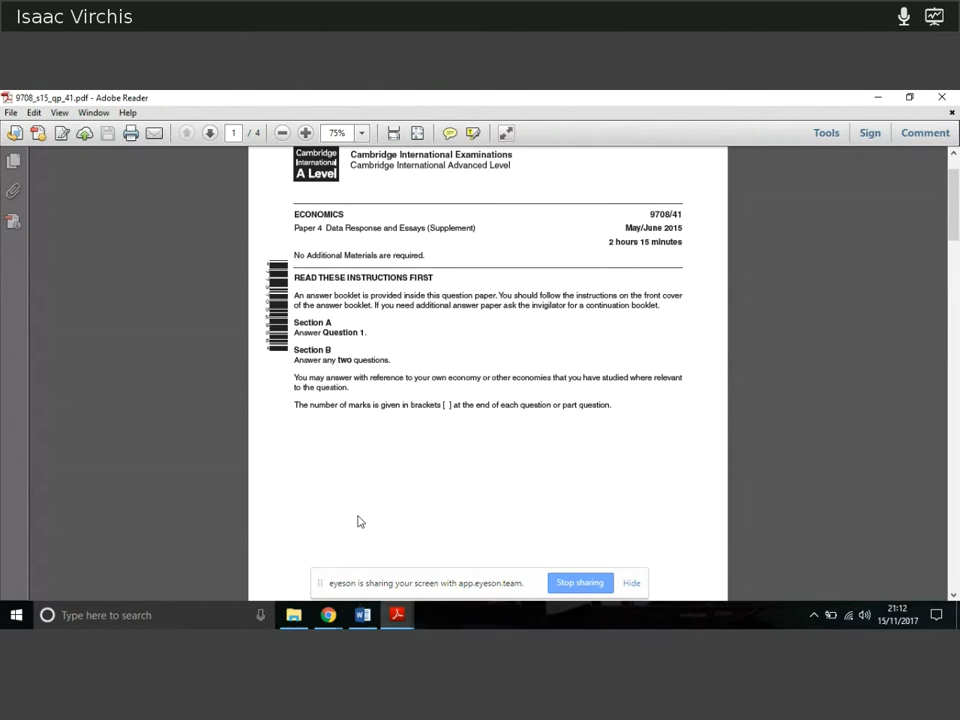 Isaac Virchis
9708_s15_qp_41.pdf - Adobe Reader
File Edit View Window Help
1 / 4 75% Tools Sign Comment
Cambridge
International
A Level
Cambridge International Examinations
Cambridge International Advanced Level
ECONOMICS 9708/41
Paper 4 Data Response and Essays (Supplement) May/June 2015
2 hours 15 minutes
No Additional Materials are required.
READ THESE INSTRUCTIONS FIRST
An answer booklet is provided inside this question paper. You should follow the instructions on the front cover
of the answer booklet. If you need additional answer paper ask the invigilator for a continuation booklet.
Section A
Answer Question 1.
Section B
Answer any two questions.
You may answer with reference to your own economy or other economies that you have studied where relevant
to the question.
The number of marks is given in brackets [ ] at the end of each question or part question.
eyeson is sharing your screen with app.eyeson.team. Stop sharing Hide
Type here to search
21:12
15/11/2017